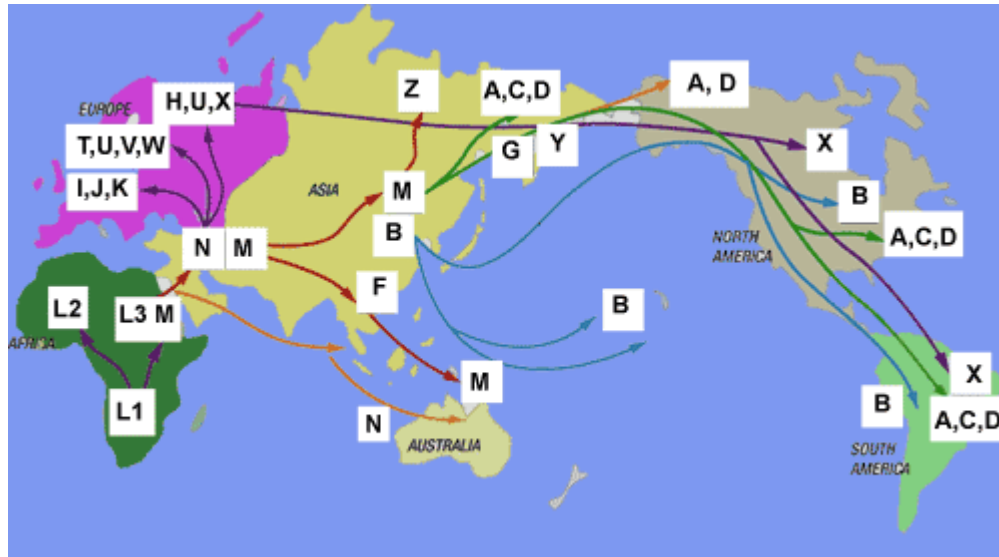 Z
A,C,D
A, D
EUROPE
H,U,X
T,U,V,W
G
Y
X
I,J,K
ASIA
M
B
B
N
M
NORTH
AMERICA
A,C,D
F
L2
L3 M
B
AFRICA
M
X
L1
N
B
A,C,D
AUSTRALIA
SOUTH
AMERICA